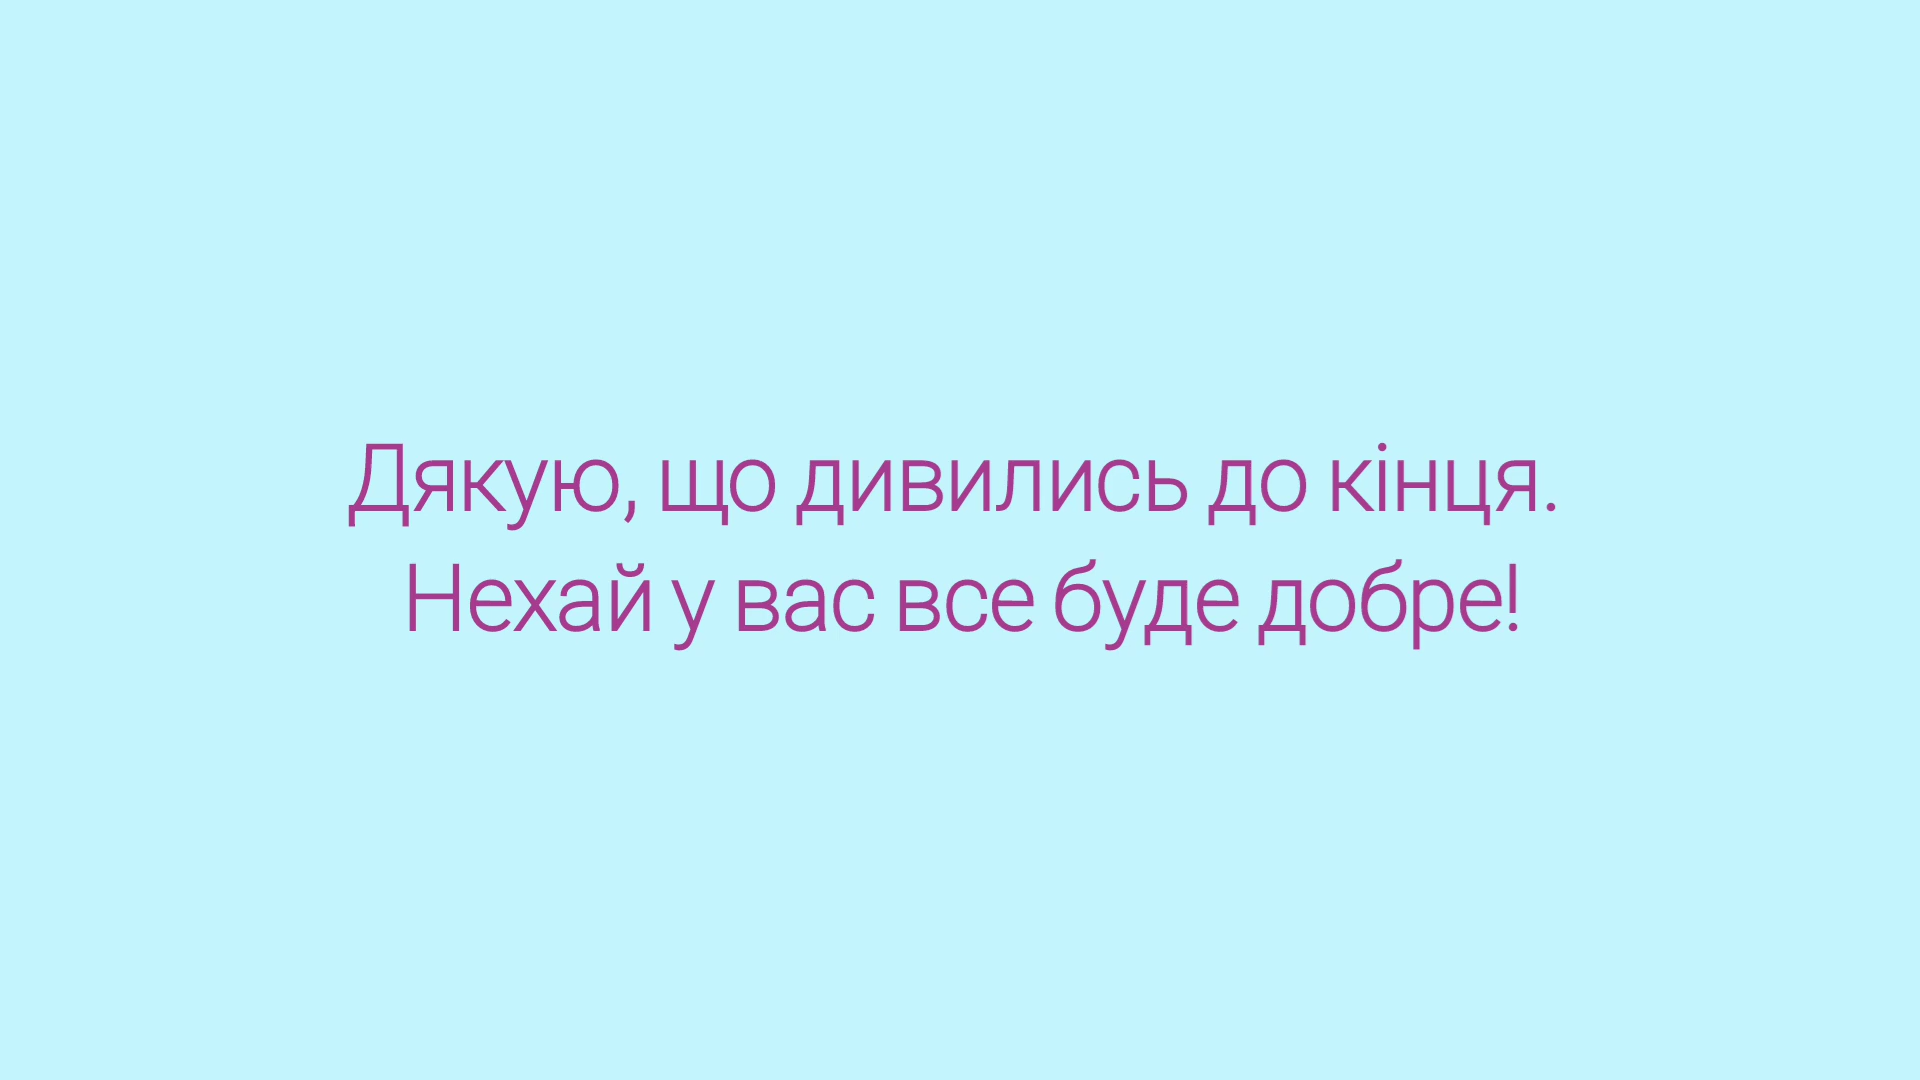 Дякую, що дивились до кінця.
Нехай у вас все буде добре!